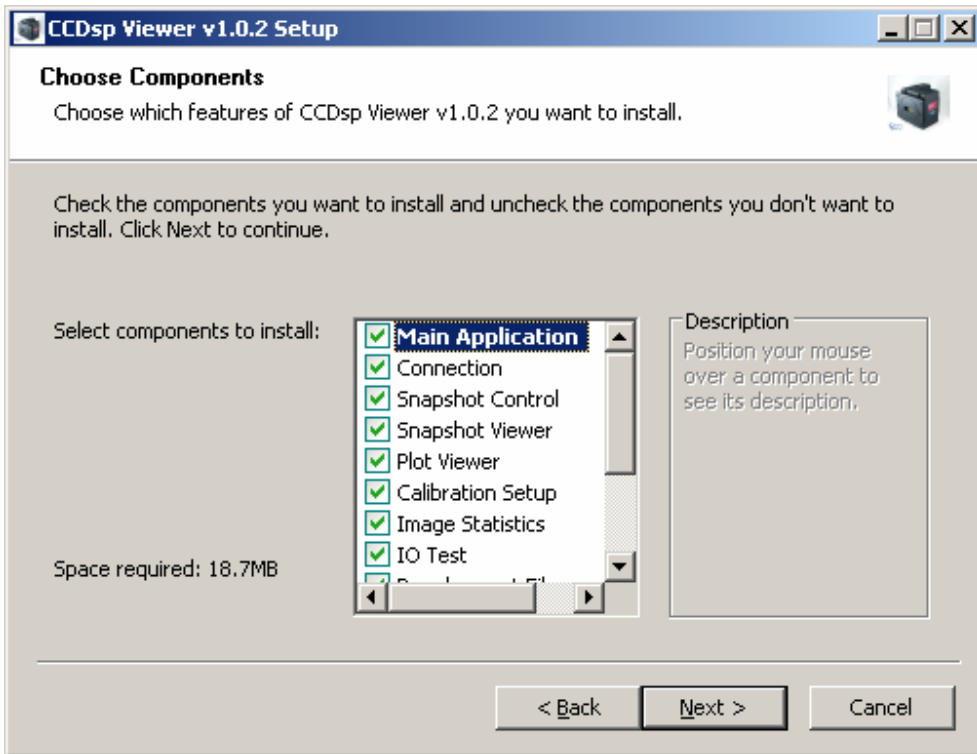 CCDsp Viewer v1.0.2 Setup
Choose Components
Choose which features of CCDsp Viewer v1.0.2 you want to install.
Check the components you want to install and uncheck the components you don't want to
install. Click Next to continue.
Select components to install:
Main Application
Connection
Snapshot Control
Snapshot Viewer
Plot Viewer
Calibration Setup
Image Statistics
IO Test
Description
Position your mouse
over a component to
see its description.
Space required: 18.7MB
< Back
Next >
Cancel